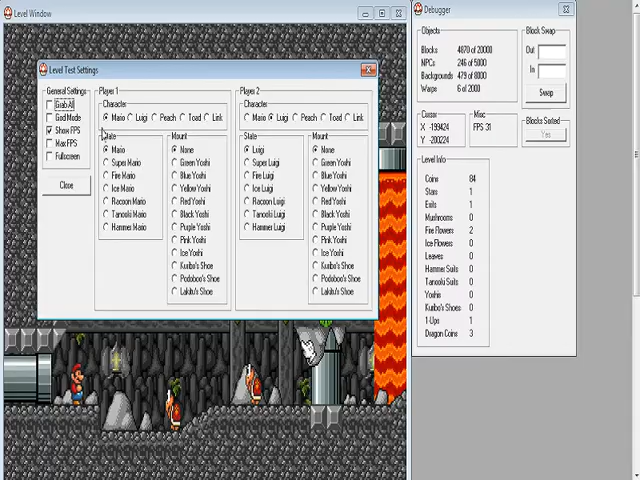 Level Window
Debugger
Level Test Settings
General Settings
Grab All
God Mode
Show FPS
Max FPS
Fullscreen
Close
Player 1
Character
Mario Luigi Peach Toad Link
State
Mario
Super Mario
Fire Mario
Ice Mario
Racoon Mario
Tanooki Mario
Hammer Mario
Mount
None
Green Yoshi
Blue Yoshi
Yellow Yoshi
Red Yoshi
Black Yoshi
Purple Yoshi
Pink Yoshi
Ice Yoshi
Kuribo's Shoe
Podoboo's Shoe
Lakitu's Shoe
Player 2
Character
Mario Luigi Peach Toad Link
State
Luigi
Super Luigi
Fire Luigi
Ice Luigi
Racoon Luigi
Tanooki Luigi
Hammer Luigi
Mount
None
Green Yoshi
Blue Yoshi
Yellow Yoshi
Red Yoshi
Black Yoshi
Purple Yoshi
Pink Yoshi
Ice Yoshi
Kuribo's Shoe
Podoboo's Shoe
Lakitu's Shoe
Objects
Blocks 4870 of 20000
NPCs 246 of 5000
Backgrounds 479 of 8000
Warps 6 of 2000
Block Swap
Out
In
Swap
Cursor
X -199424
Y -200224
Misc
FPS 31
Blocks Sorted
Yes
Level Info
Coins 84
Stars 1
Exits 1
Mushrooms 0
Fire Flowers 2
Ice Flowers 0
Leaves 0
Hammer Suits 0
Tanooki Suits 0
Yoshis 0
Kuribo's Shoes 0
1-Ups 1
Dragon Coins 3